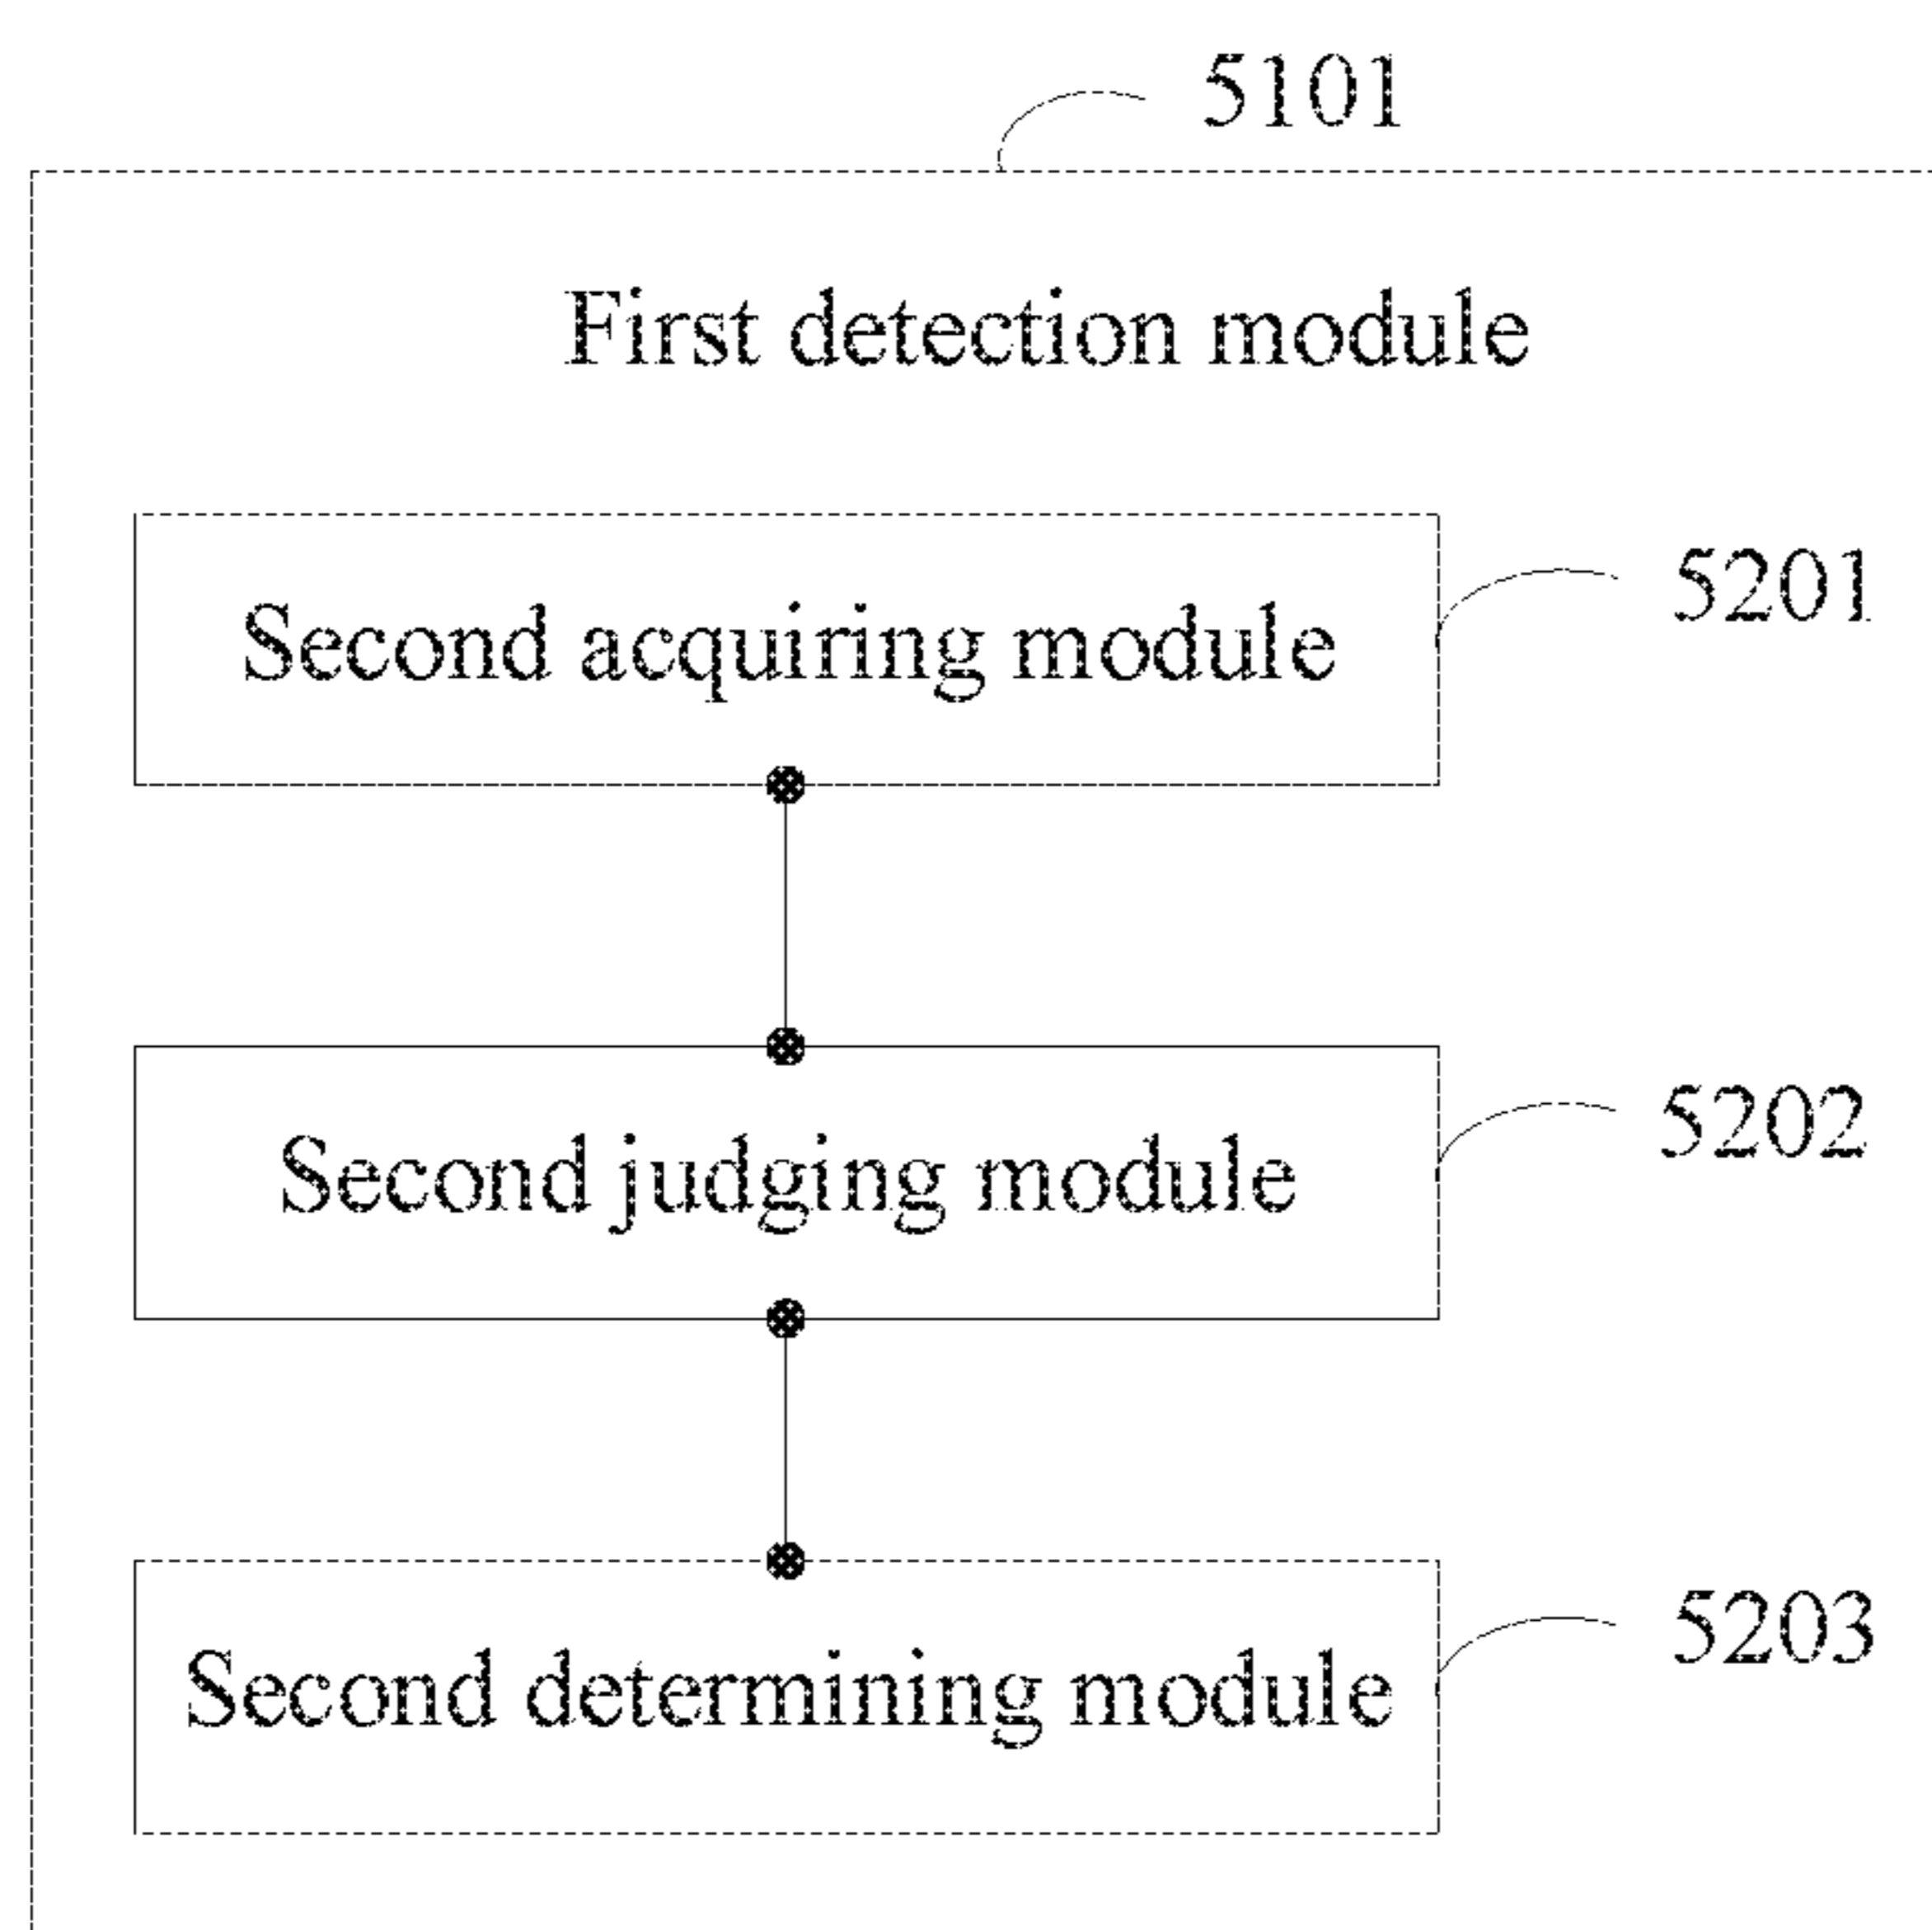 5101
First detection module
Second acquiring module
5201
Second judging module
5202
Second determining module
5203